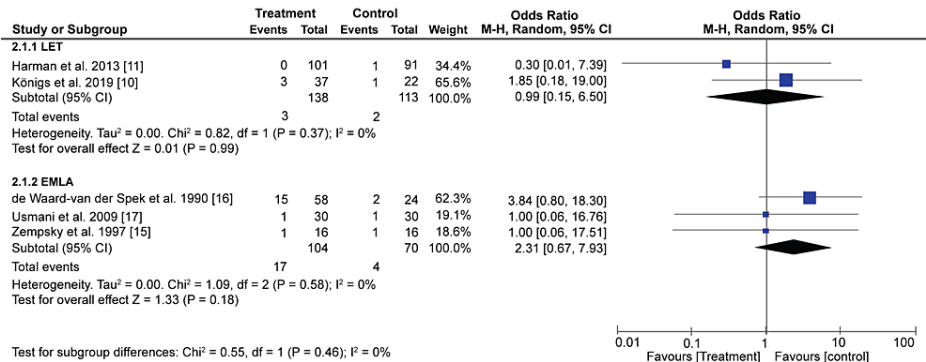 Treatment Control Odds Ratio Odds Ratio
Study or Subgroup Events Total Events Total Weight M-H, Random, 95% CI M-H, Random, 95% CI
2.1.1 LET
Harman et al. 2013 [11] 0 101 1 91 34.4% 0.30 [0.01, 7.39]
Königs et al. 2019 [10] 3 37 1 22 65.6% 1.85 [0.18, 19.00]
Subtotal (95% CI) 138 113 100.0% 0.99 [0.15, 6.50]
Total events 3 2
Heterogeneity. Tau² = 0.00. Chi² = 0.82, df = 1 (P = 0.37); I² = 0%
Test for overall effect Z = 0.01 (P = 0.99)
2.1.2 EMLA
de Waard-van der Spek et al. 1990 [16] 15 58 2 24 62.3% 3.84 [0.80, 18.30]
Usmani et al. 2009 [17] 1 30 1 30 19.1% 1.00 [0.06, 16.76]
Zempsky et al. 1997 [15] 1 16 1 16 18.6% 1.00 [0.06, 17.51]
Subtotal (95% CI) 104 70 100.0% 2.31 [0.67, 7.93]
Total events 17 4
Heterogeneity. Tau² = 0.00. Chi² = 1.09, df = 2 (P = 0.58); I² = 0%
Test for overall effect Z = 1.33 (P = 0.18)
0.01 0.1 1 10 100
Test for subgroup differences: Chi² = 0.55, df = 1 (P = 0.46); I² = 0% Favours [Treatment] Favours [control]